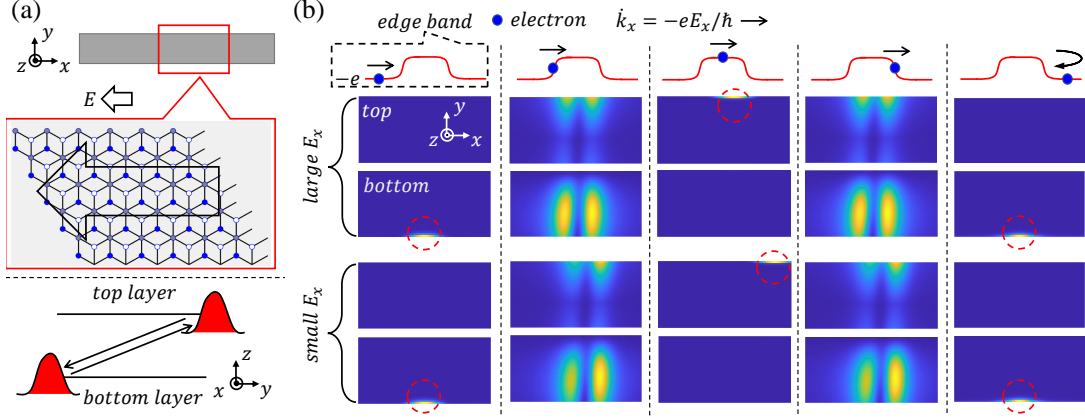 (a)
y
z x
E
top layer
z
x y
bottom layer
(b)
edge band
electron
k̇ₓ = −eEₓ/ħ
−e
large Eₓ
top
y
z x
bottom
small Eₓ